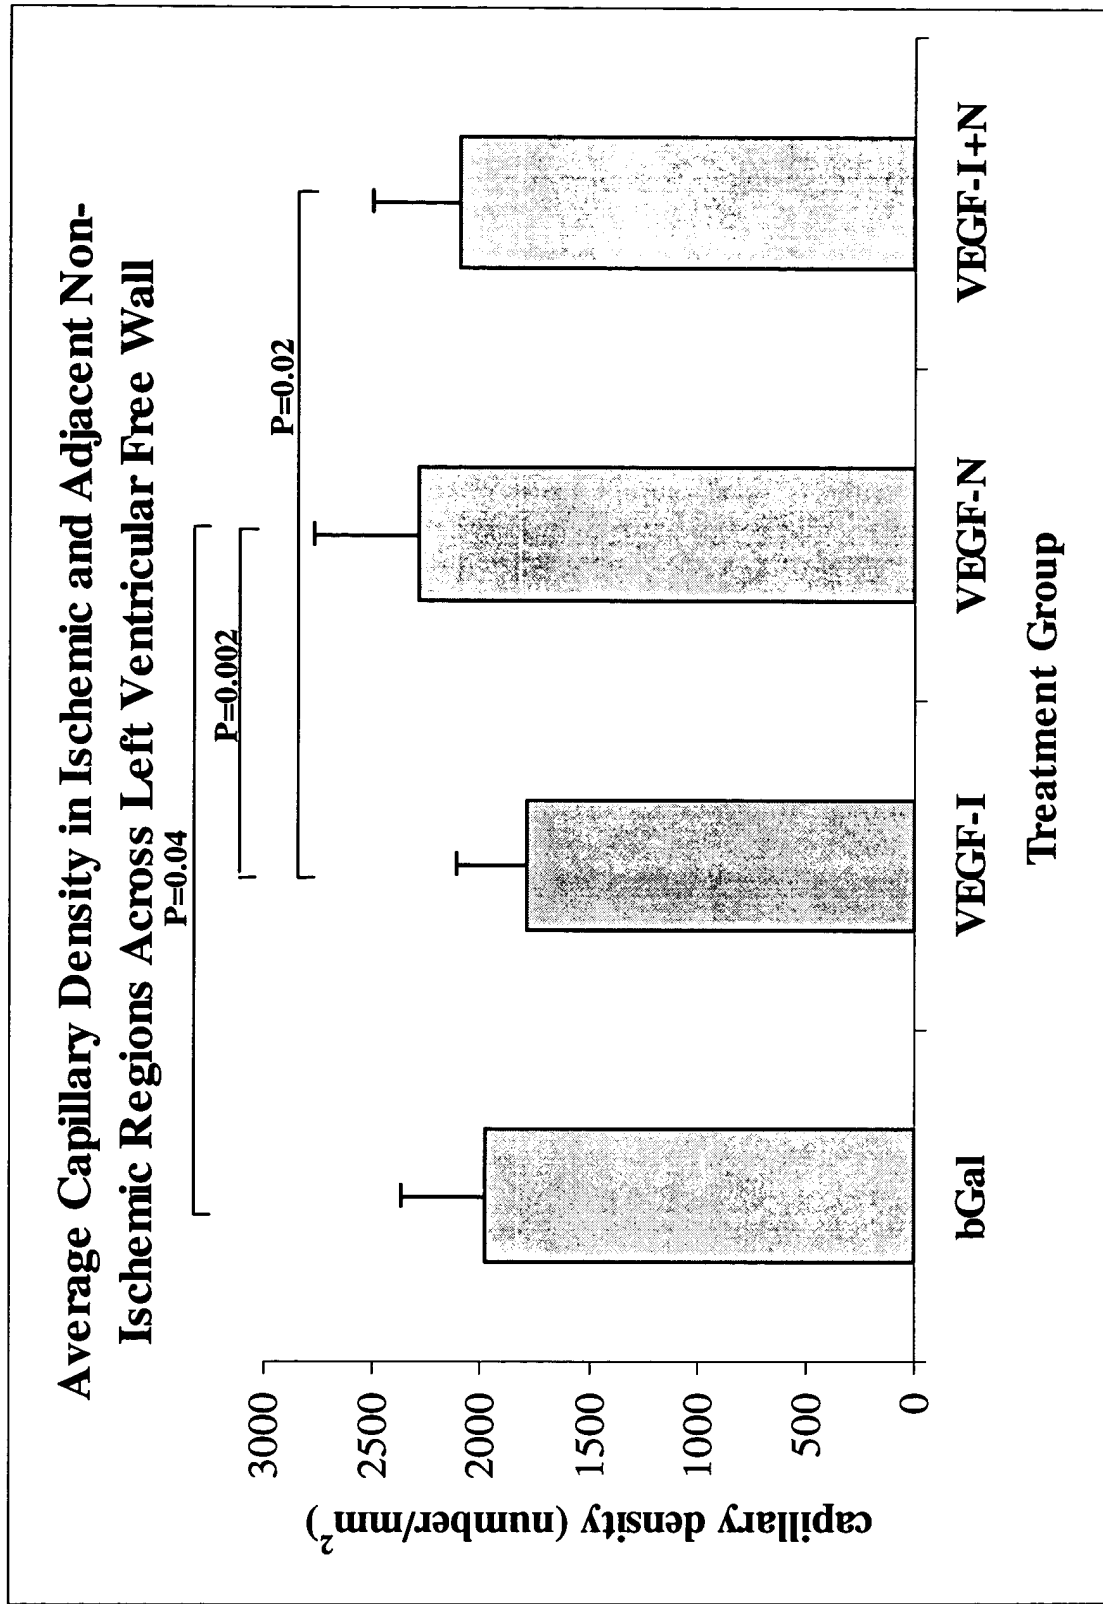 Average Capillary Density in Ischemic and Adjacent Non-
Ischemic Regions Across Left Ventricular Free Wall
P=0.04
P=0.002
P=0.02
capillary density (number/mm²)
3000
2500
2000
1500
1000
500
0
bGal
VEGF-I
VEGF-N
VEGF-I+N
Treatment Group